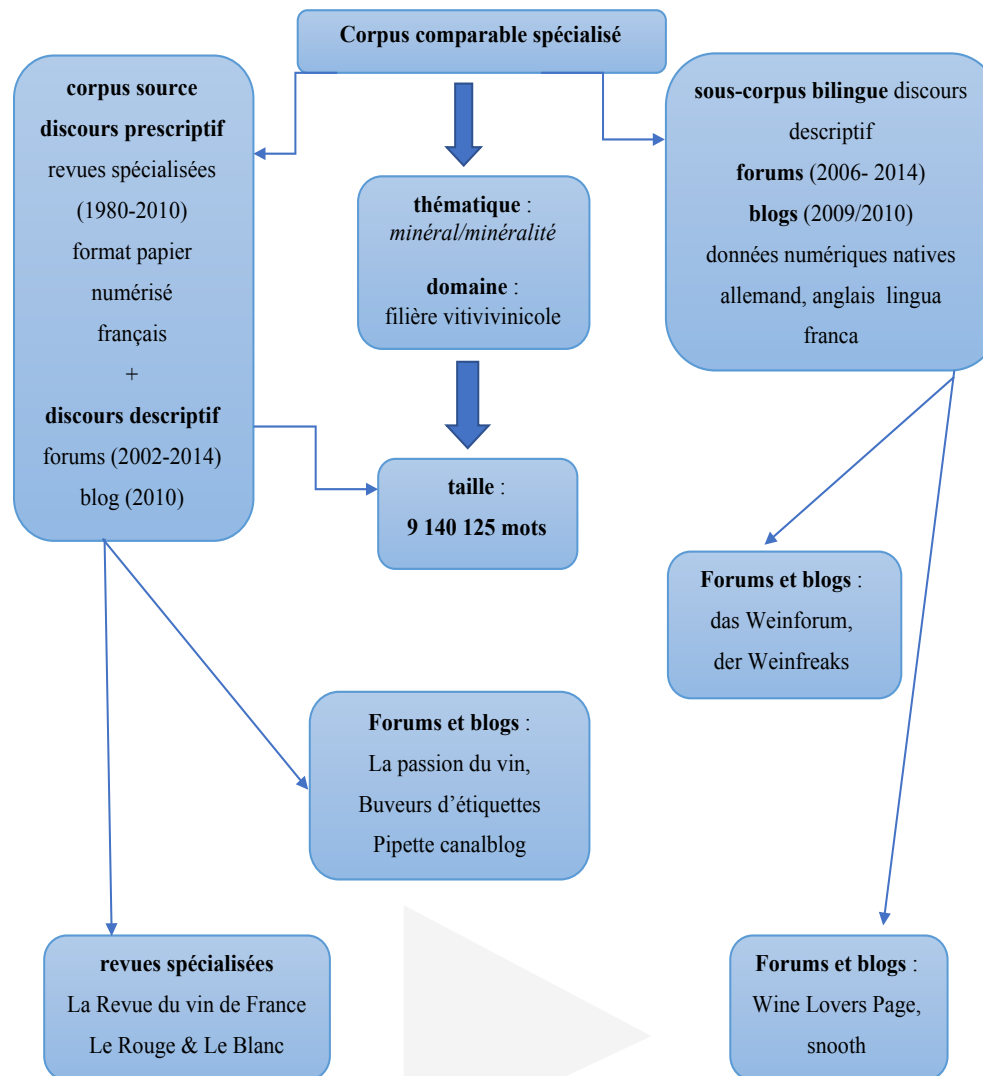 Corpus comparable spécialisé
corpus source
discours prescriptif
revues spécialisées
(1980-2010)
format papier
numérisé
français
+
discours descriptif
forums (2002-2014)
blog (2010)
thématique :
minéral/minéralité
domaine :
filière vitivivinicole
taille :
9 140 125 mots
sous-corpus bilingue discours
descriptif
forums (2006- 2014)
blogs (2009/2010)
données numériques natives
allemand, anglais lingua
franca
Forums et blogs :
das Weinforum,
der Weinfreaks
Forums et blogs :
La passion du vin,
Buveurs d’étiquettes
Pipette canalblog
revues spécialisées
La Revue du vin de France
Le Rouge & Le Blanc
Forums et blogs :
Wine Lovers Page,
snooth